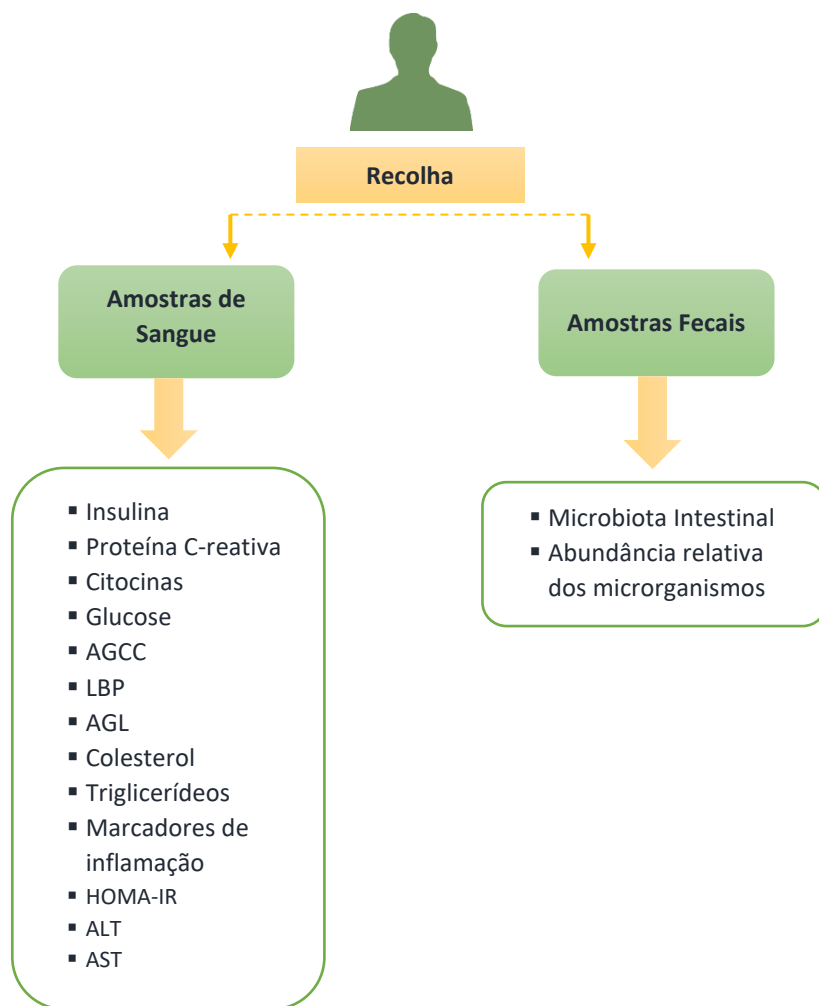 Recolha
Amostras de
Sangue
Amostras Fecais
▪ Insulina
▪ Proteína C-reativa
▪ Citocinas
▪ Glucose
▪ AGCC
▪ LBP
▪ AGL
▪ Colesterol
▪ Triglicerídeos
▪ Marcadores de
inflamação
▪ HOMA-IR
▪ ALT
▪ AST
▪ Microbiota Intestinal
▪ Abundância relativa
dos microrganismos